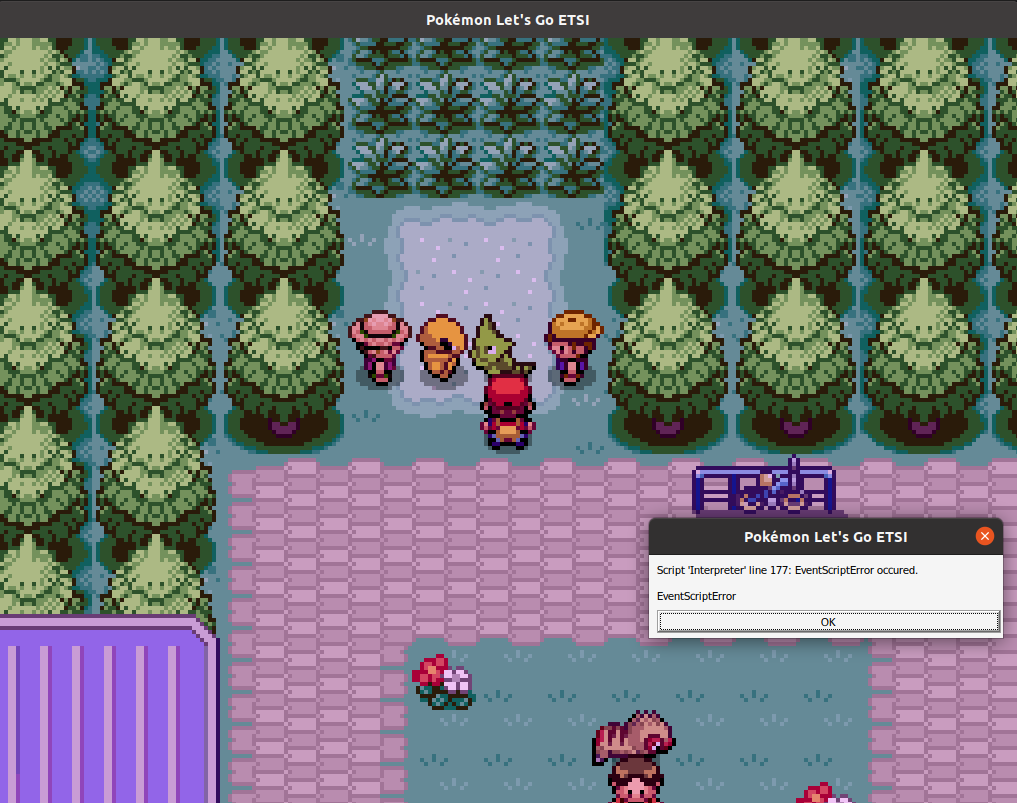 Pokémon Let's Go ETSI
Pokémon Let's Go ETSI
Script 'Interpreter' line 177: EventScriptError occured.
EventScriptError
OK